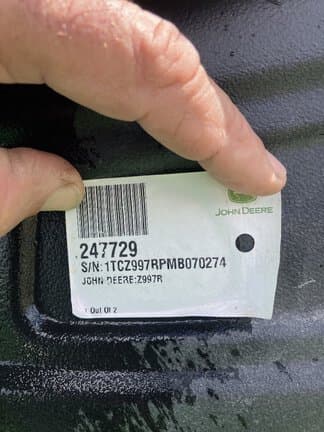 JOHN DEERE
247729
S/N:1TCZ997RPMB070274
JOHN DEERE:Z997R
1 Out Of 2